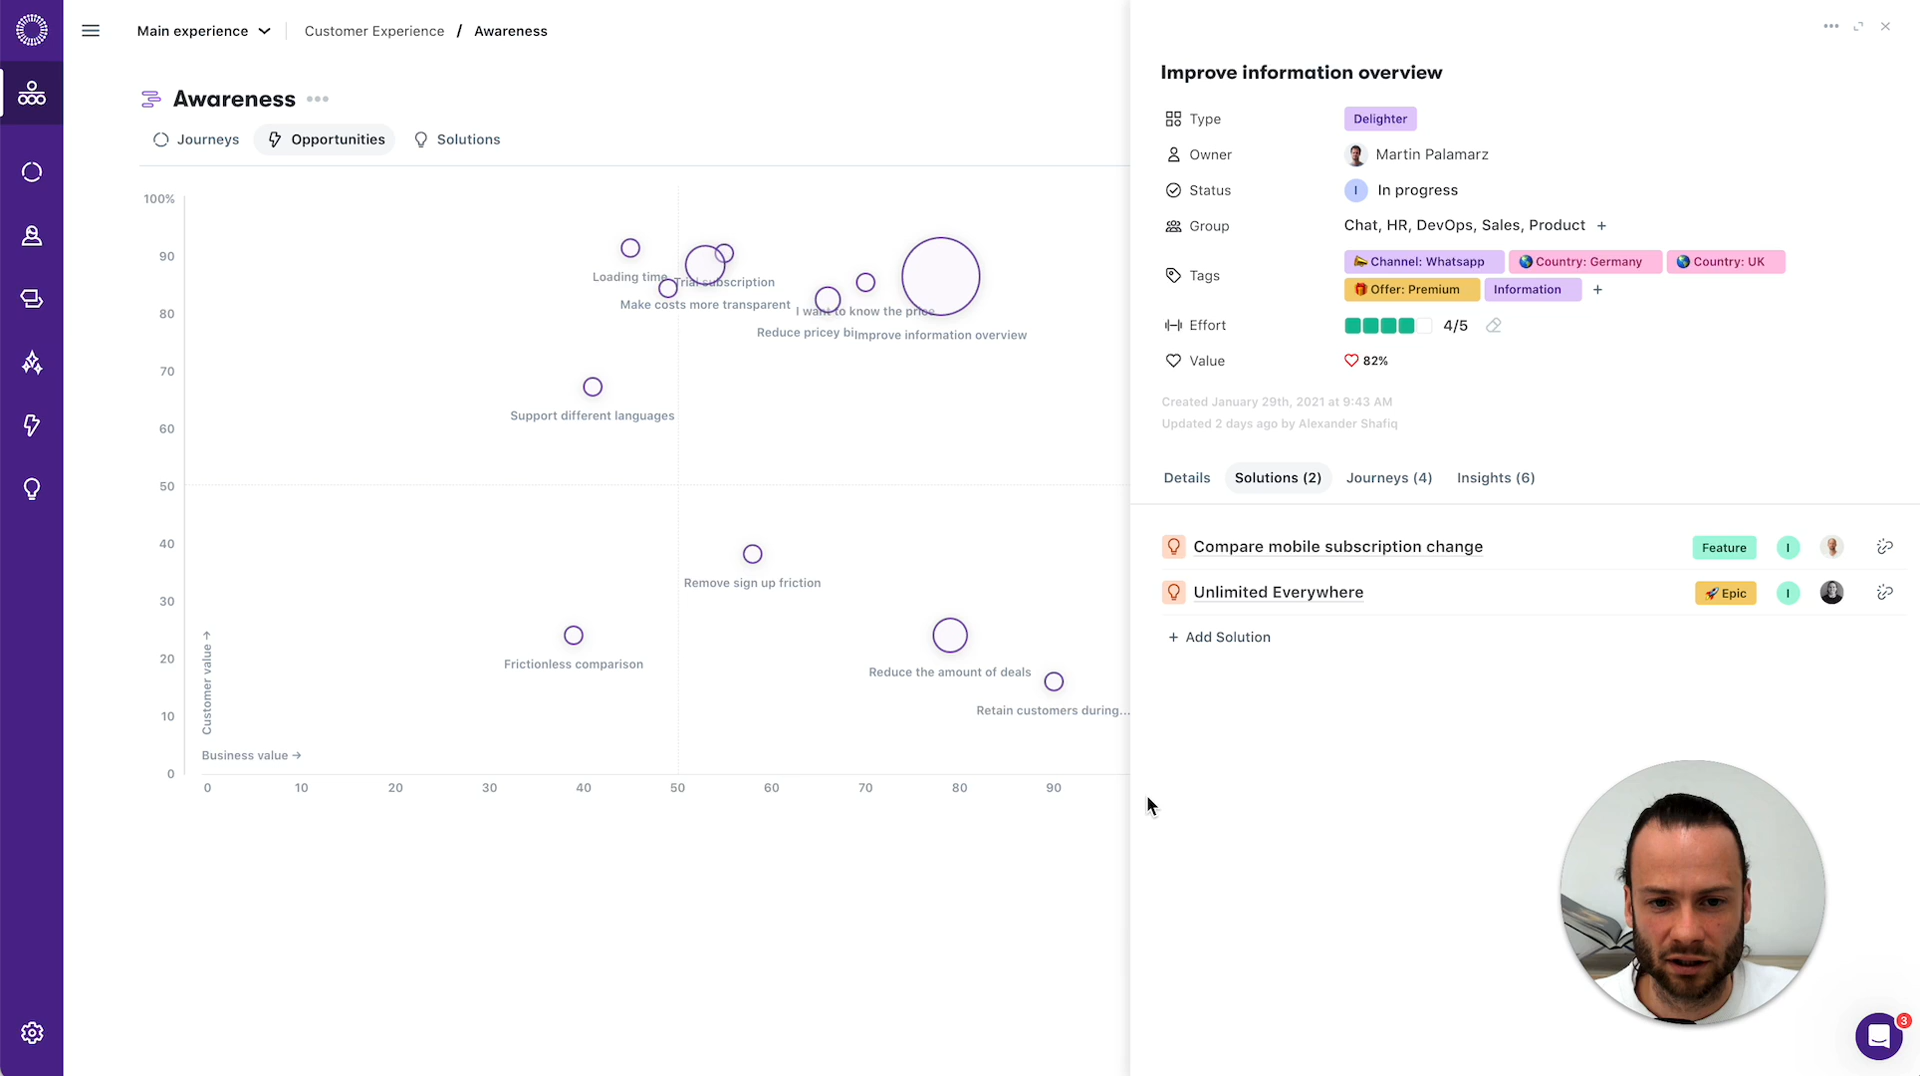 Main experience
Customer Experience / Awareness
Awareness
Journeys
Opportunities
Solutions
100%
90
80
70
60
50
40
30
20
10
0
Customer value →
Business value →
0
10
20
30
40
50
60
70
80
90
Loading time
Trial subscription
Make costs more transparent
I want to know the price
Reduce pricey bi
Improve information overview
Support different languages
Remove sign up friction
Frictionless comparison
Reduce the amount of deals
Retain customers during...
Improve information overview
Type
Delighter
Owner
Martin Palamarz
Status
I
In progress
Group
Chat, HR, DevOps, Sales, Product +
Tags
Channel: Whatsapp
Country: Germany
Country: UK
Offer: Premium
Information
+
Effort
4/5
Value
82%
Created January 29th, 2021 at 9:43 AM
Updated 2 days ago by Alexander Shafiq
Details
Solutions (2)
Journeys (4)
Insights (6)
Compare mobile subscription change
Feature
I
Unlimited Everywhere
Epic
I
+ Add Solution
3